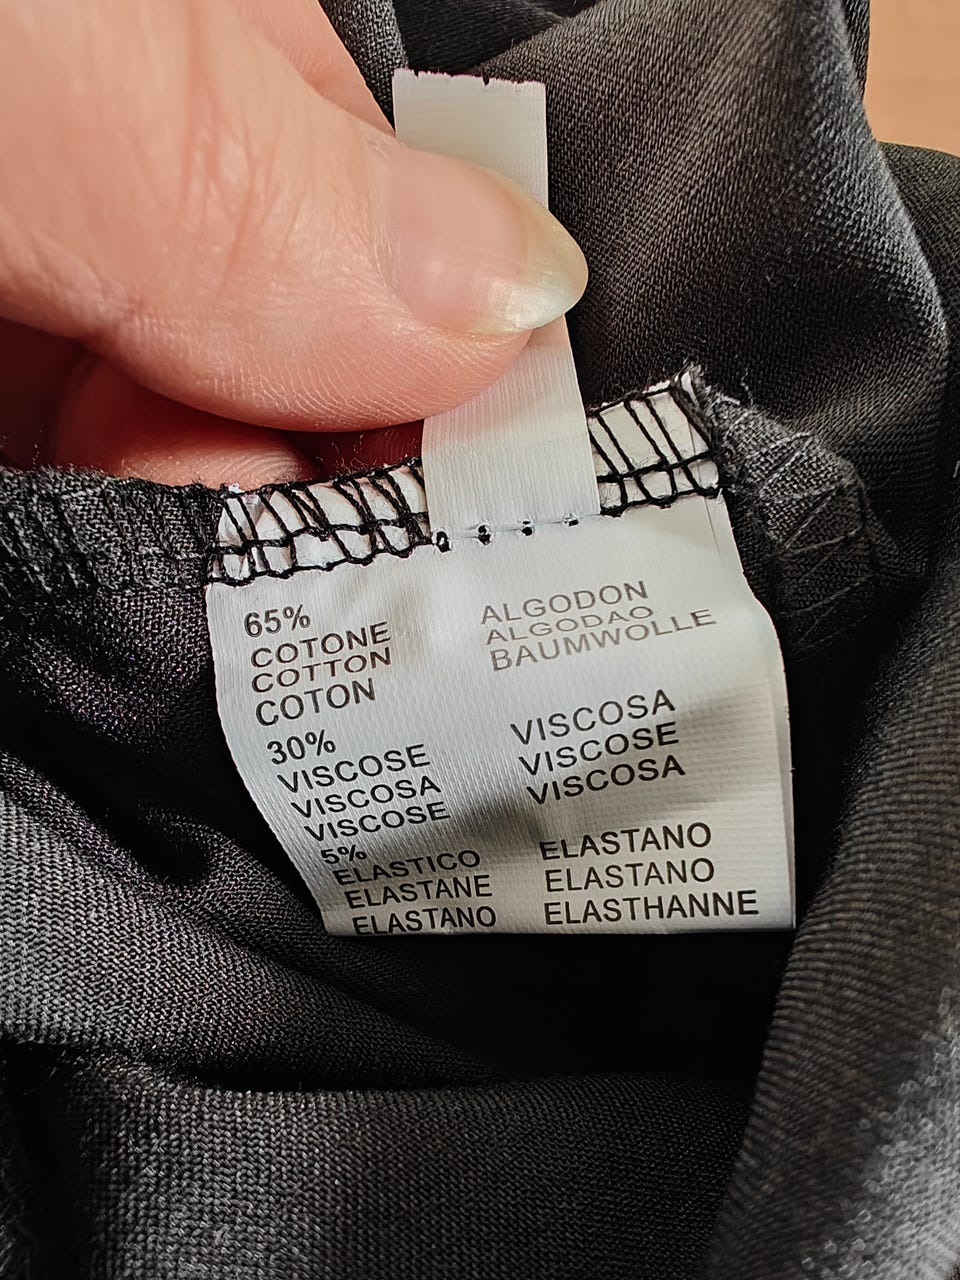 65%
COTONE
COTTON
COTON
ALGODON
ALGODAO
BAUMWOLLE
30%
VISCOSE
VISCOSA
VISCOSE
VISCOSA
VISCOSE
VISCOSA
5%
ELASTICO
ELASTANE
ELASTANO
ELASTANO
ELASTANO
ELASTHANNE